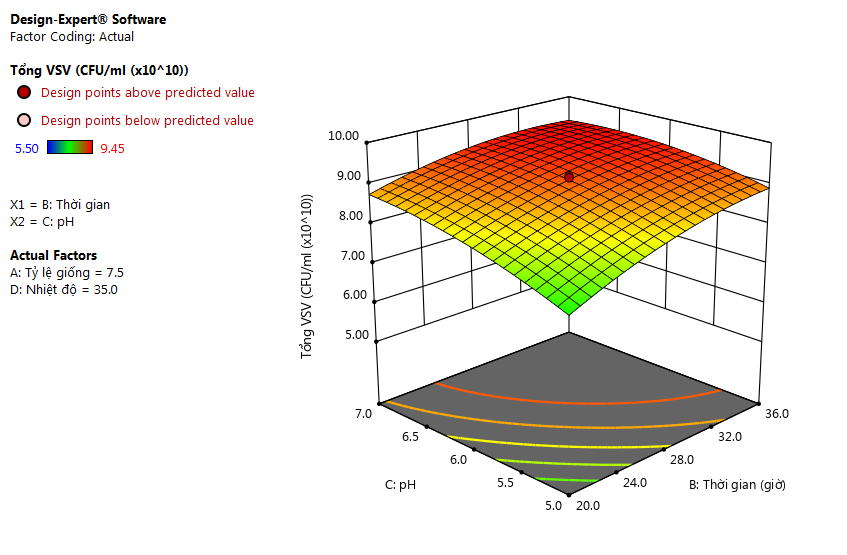 Design-Expert® Software
Factor Coding: Actual
Tổng VSV (CFU/ml (x10^10))
Design points above predicted value
Design points below predicted value
5.50 9.45
X1 = B: Thời gian
X2 = C: pH
Actual Factors
A: Tỷ lệ giống = 7.5
D: Nhiệt độ = 35.0
10.00
9.00
8.00
7.00
6.00
5.00
Tổng VSV (CFU/ml (x10^10))
7.0
6.5
6.0
5.5
5.0
C: pH
36.0
32.0
28.0
24.0
20.0
B: Thời gian (giờ)